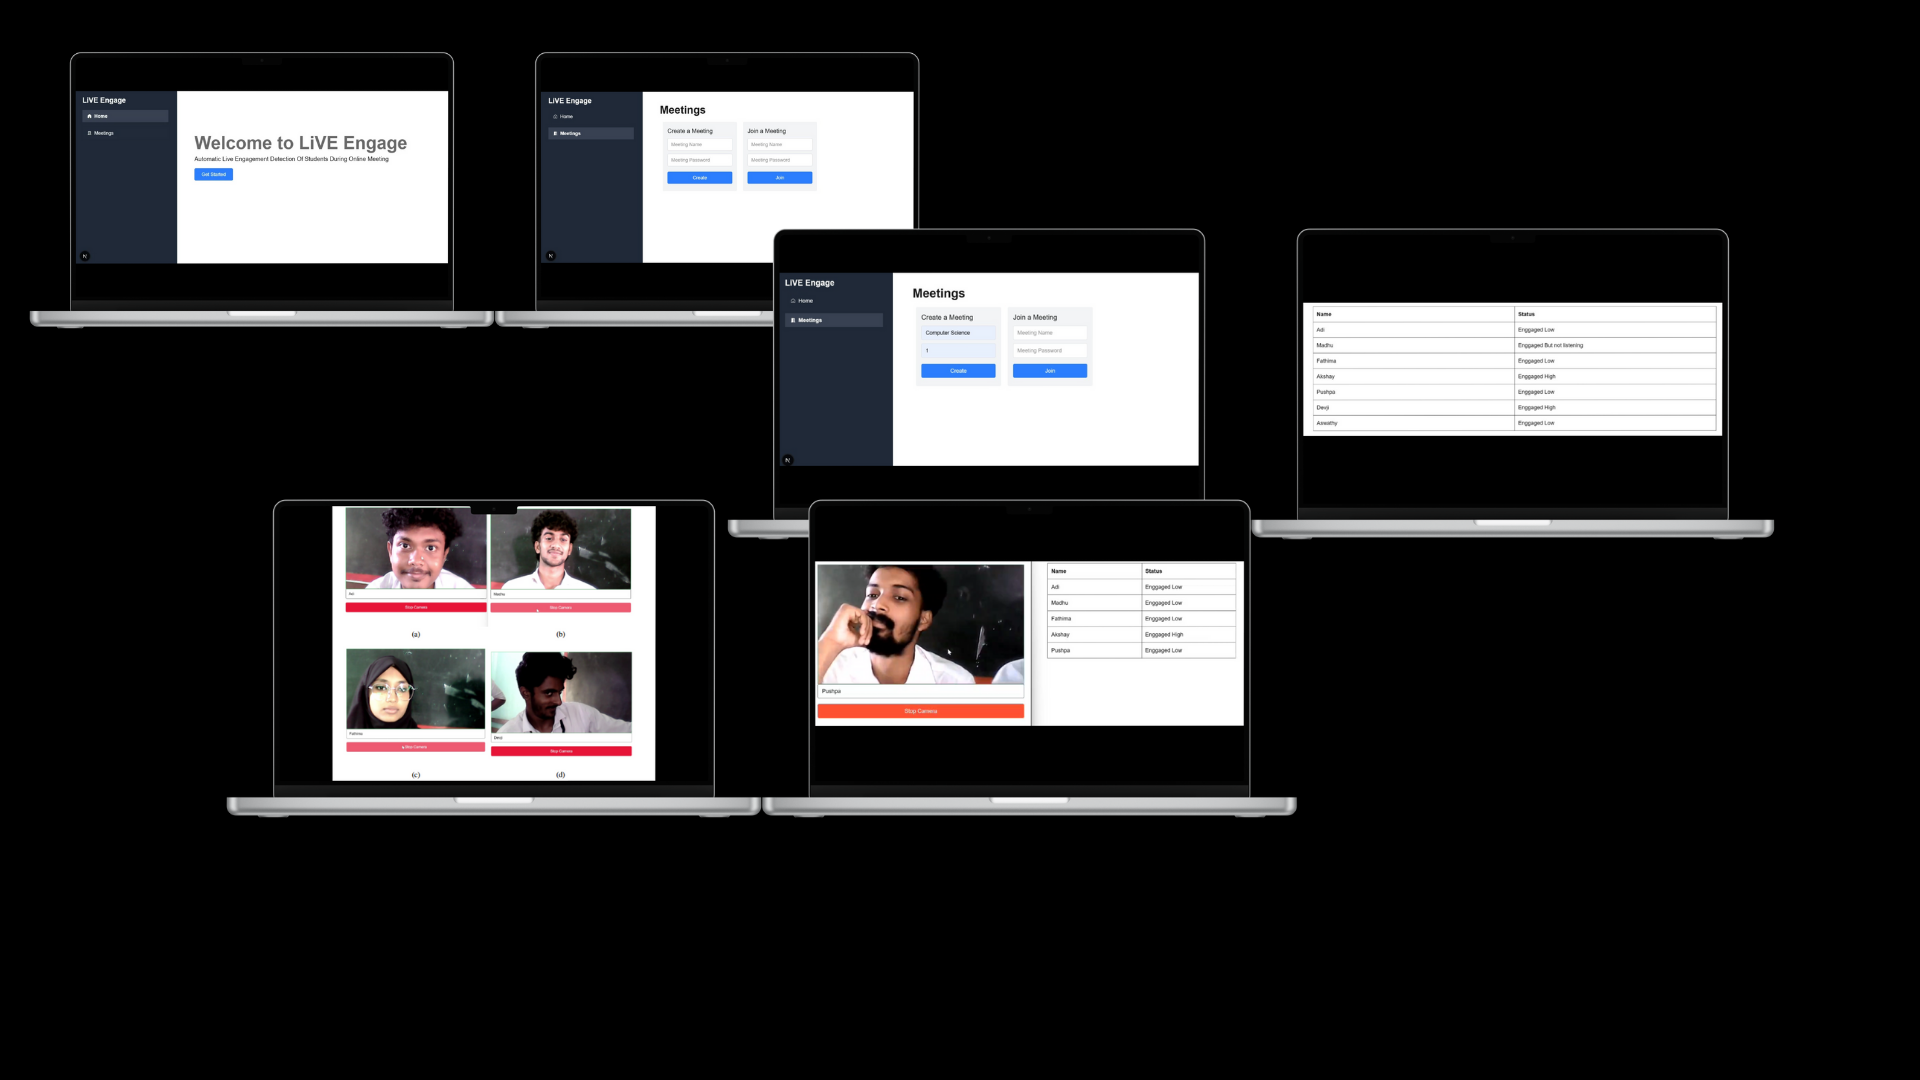 LiVE Engage
Home
Meetings
Welcome to LiVE Engage
Automatic Live Engagement Detection Of Students During Online Meeting
Get Started
N
LiVE Engage
Home
Meetings
Meetings
Create a Meeting
Join a Meeting
Meeting Name
Meeting Name
Meeting Password
Meeting Password
Create
Join
N
LiVE Engage
Home
Meetings
Meetings
Create a Meeting
Join a Meeting
Computer Science
Meeting Name
1
Meeting Password
Create
Join
N
Name Status
Adi Enggaged Low
Madhu Enggaged But not listening
Fathima Enggaged Low
Akshay Enggaged High
Pushpa Enggaged Low
Devji Enggaged High
Aswathy Enggaged Low
Adi
Madhu
Stop Camera
Stop Camera
(a)
(b)
Fathima
Devji
Stop Camera
Stop Camera
(c)
(d)
Pushpa
Stop Camera
Name Status
Adi Enggaged Low
Madhu Enggaged Low
Fathima Enggaged Low
Akshay Enggaged High
Pushpa Enggaged Low